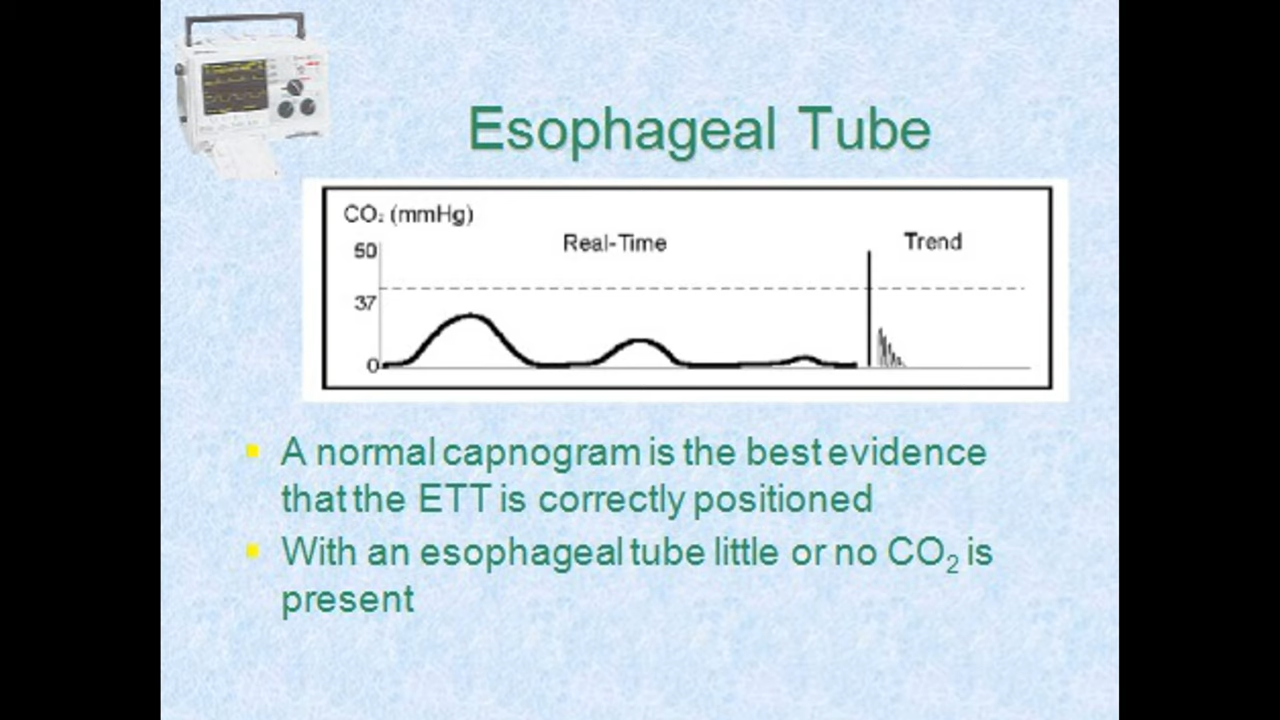 Esophageal Tube
CO₂ (mmHg)
Real-Time
Trend
50
37
0
A normal capnogram is the best evidence
that the ETT is correctly positioned
With an esophageal tube little or no CO₂ is
present